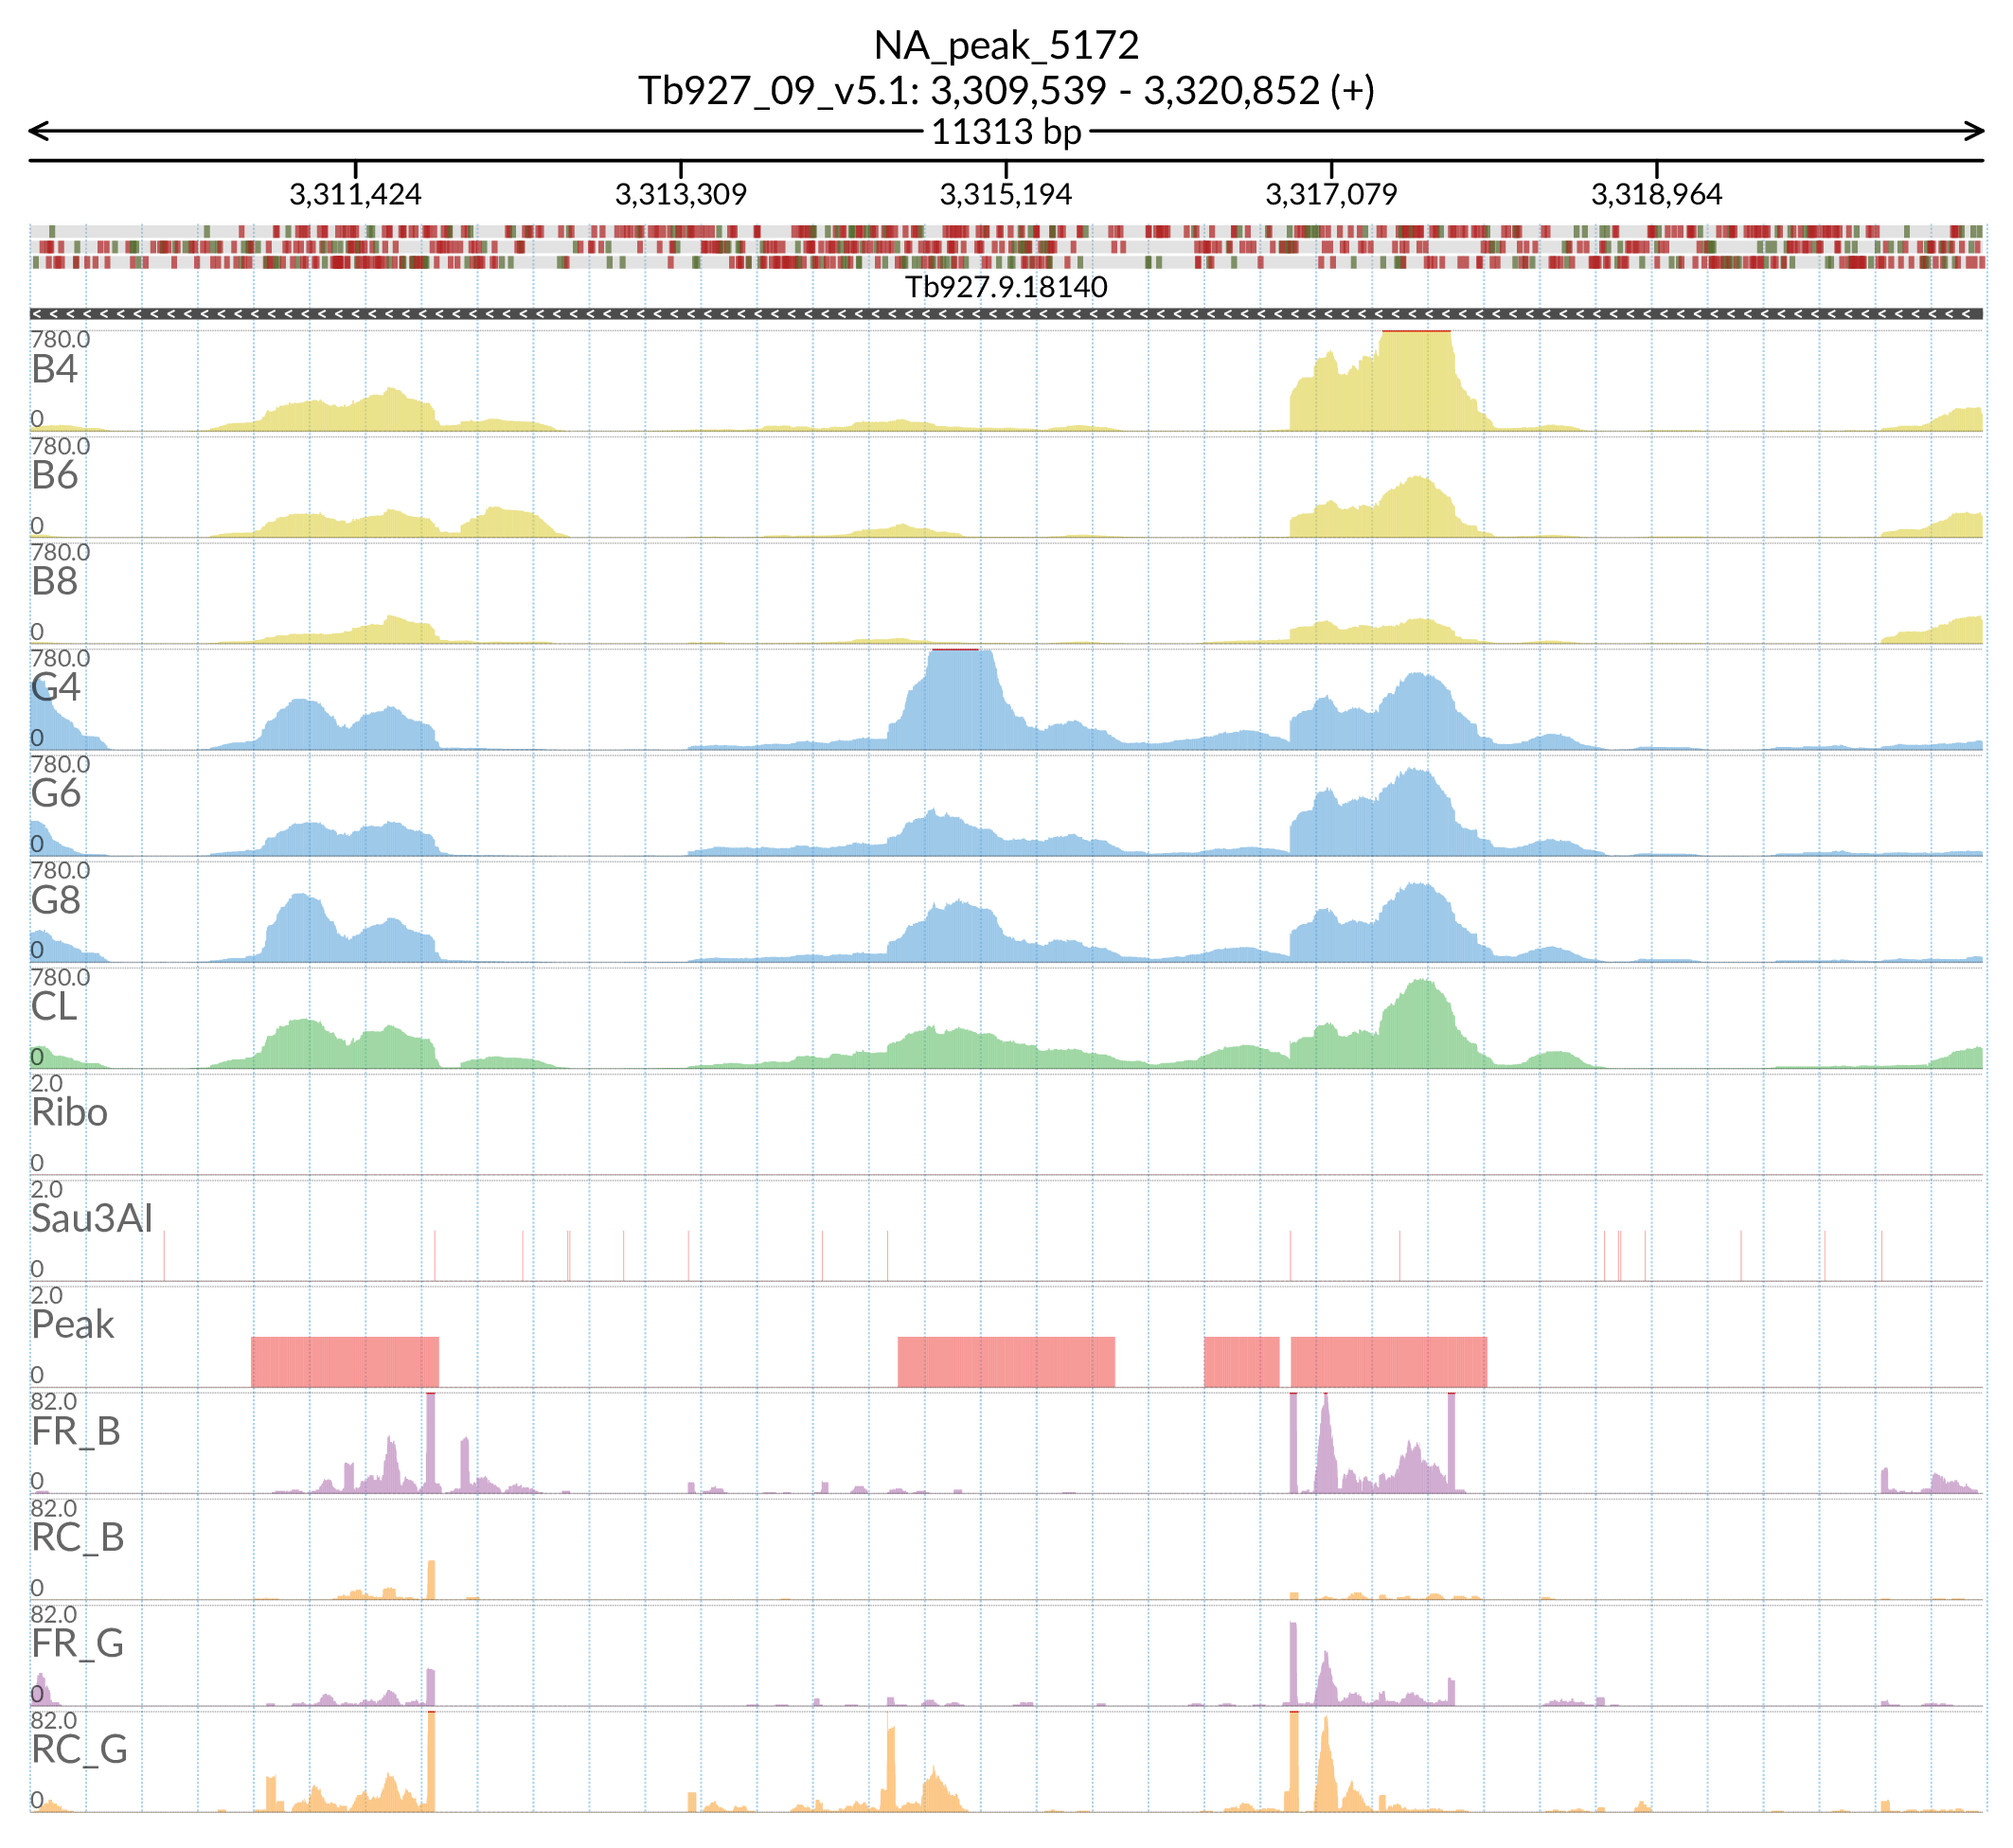 NA_peak_5172
Tb927_09_v5.1: 3,309,539 - 3,320,852 (+)
11313 bp
3,311,424 3,313,309 3,315,194 3,317,079 3,318,964
Tb927.9.18140
780.0
B4
0
780.0
B6
0
780.0
B8
0
780.0
G4
0
780.0
G6
0
780.0
G8
0
780.0
CL
0
2.0
Ribo
0
2.0
Sau3AI
0
2.0
Peak
0
82.0
FR_B
0
82.0
RC_B
0
82.0
FR_G
0
82.0
RC_G
0